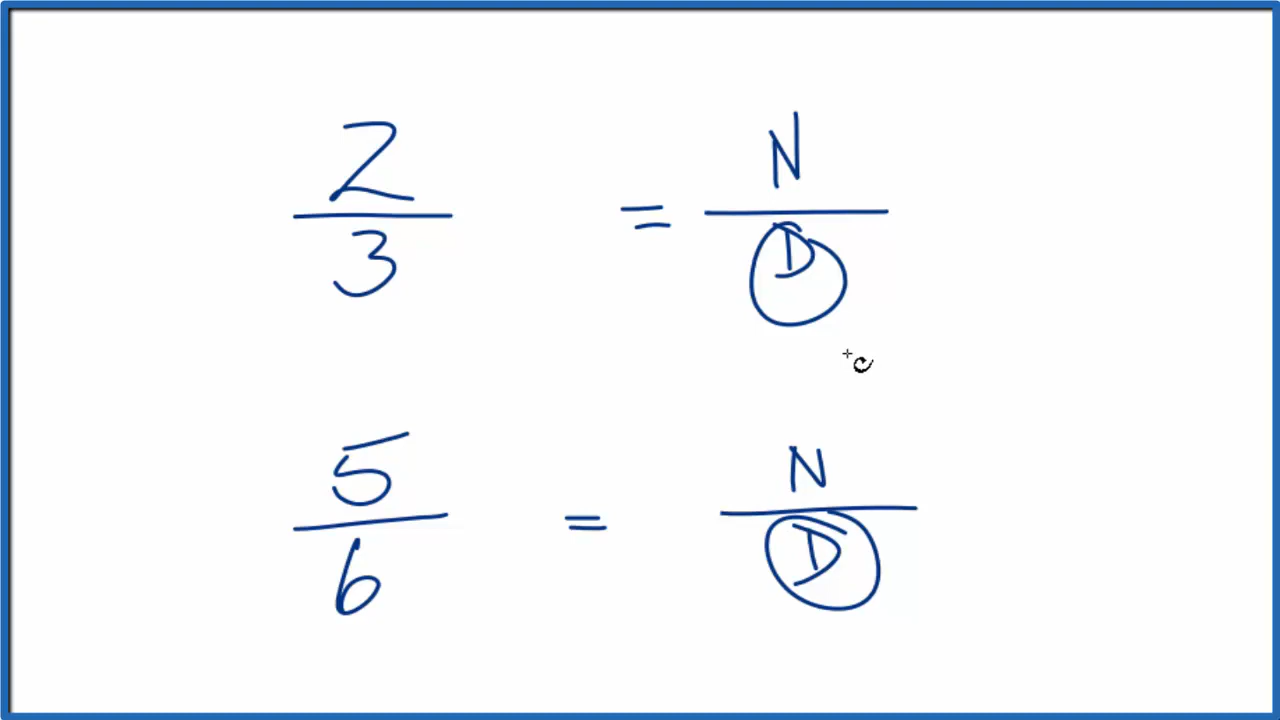 2/3 = N/D
5/6 = N/D